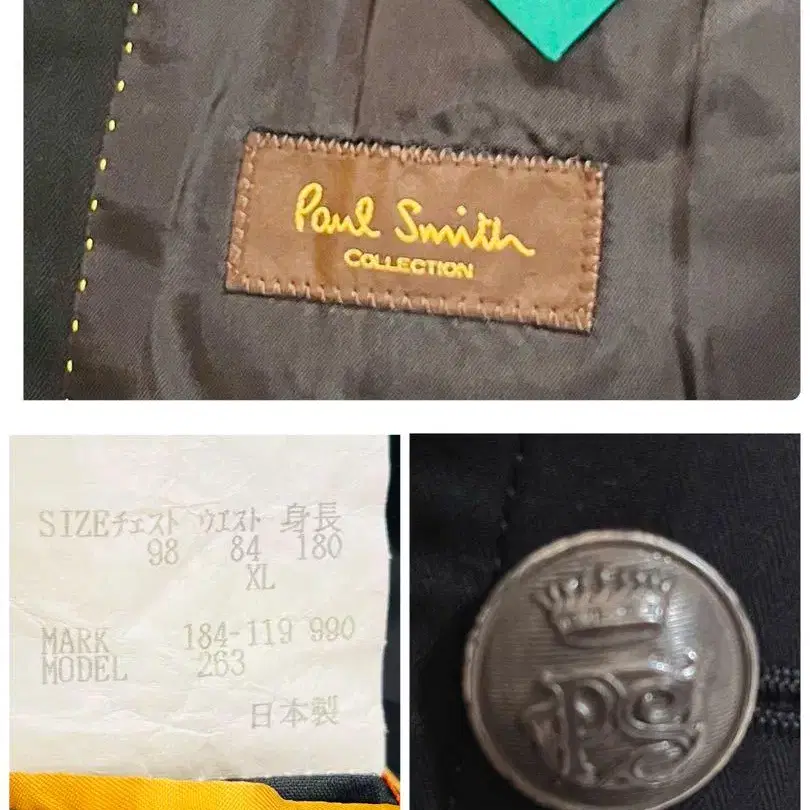 Paul Smith
COLLECTION
SIZEチェスト ウエスト 身長
98 84 180
XL
MARK 184-119 990
MODEL 263
日本製
PS